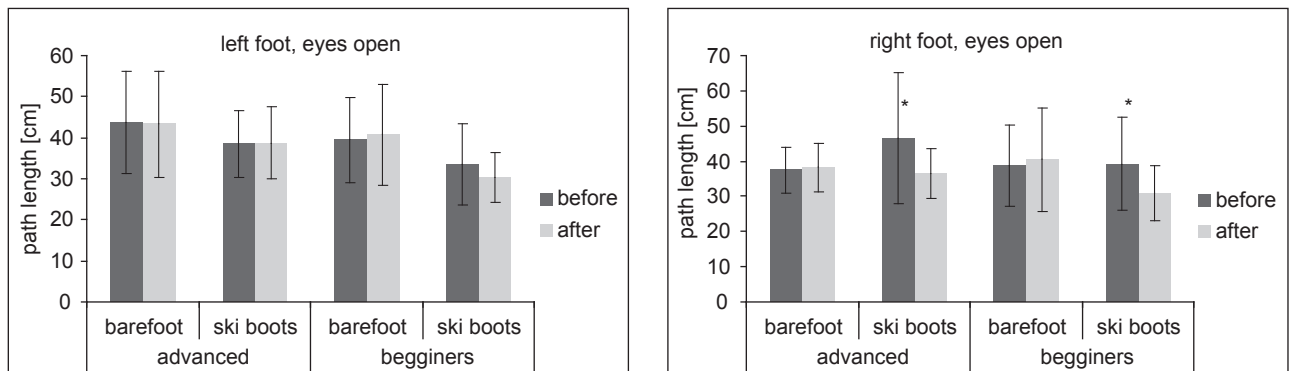 left foot, eyes open
path length [cm]
60
50
40
30
20
10
0
before
after
barefoot ski boots barefoot ski boots
advanced begginers
right foot, eyes open
path length [cm]
70
60
50
40
30
20
10
0
* *
before
after
barefoot ski boots barefoot ski boots
advanced begginers